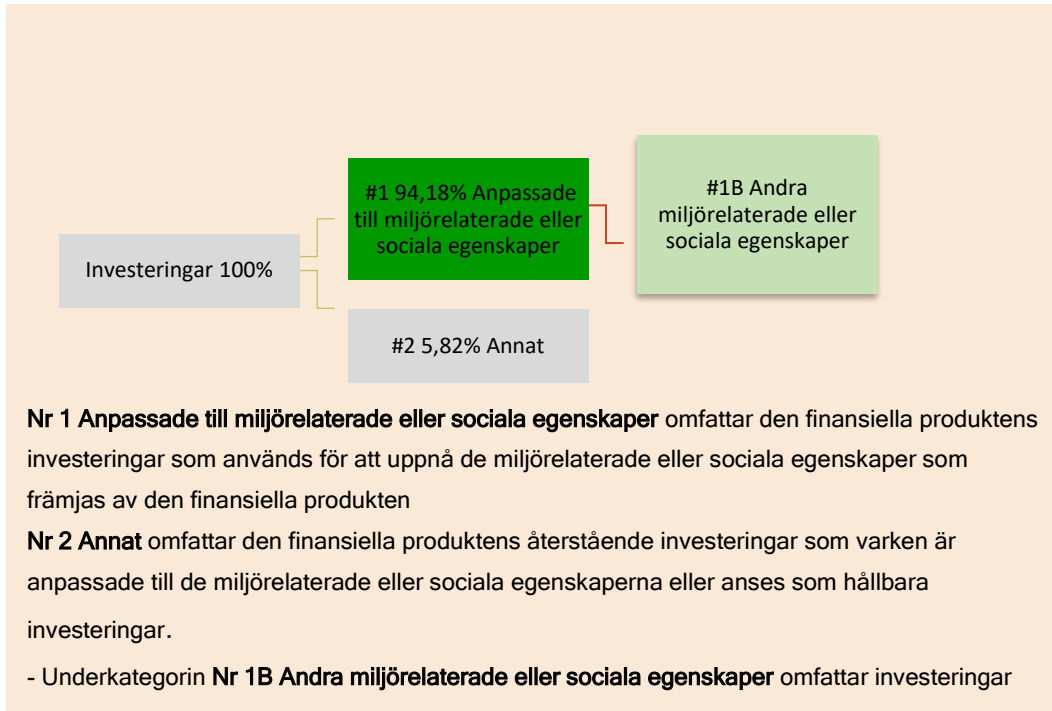 #1 94,18% Anpassade
till miljörelaterade eller
sociala egenskaper
#1B Andra
miljörelaterade eller
sociala egenskaper
Investeringar 100%
#2 5,82% Annat
Nr 1 Anpassade till miljörelaterade eller sociala egenskaper omfattar den finansiella produktens
investeringar som används för att uppnå de miljörelaterade eller sociala egenskaper som
främjas av den finansiella produkten
Nr 2 Annat omfattar den finansiella produktens återstående investeringar som varken är
anpassade till de miljörelaterade eller sociala egenskaperna eller anses som hållbara
investeringar.
- Underkategorin Nr 1B Andra miljörelaterade eller sociala egenskaper omfattar investeringar